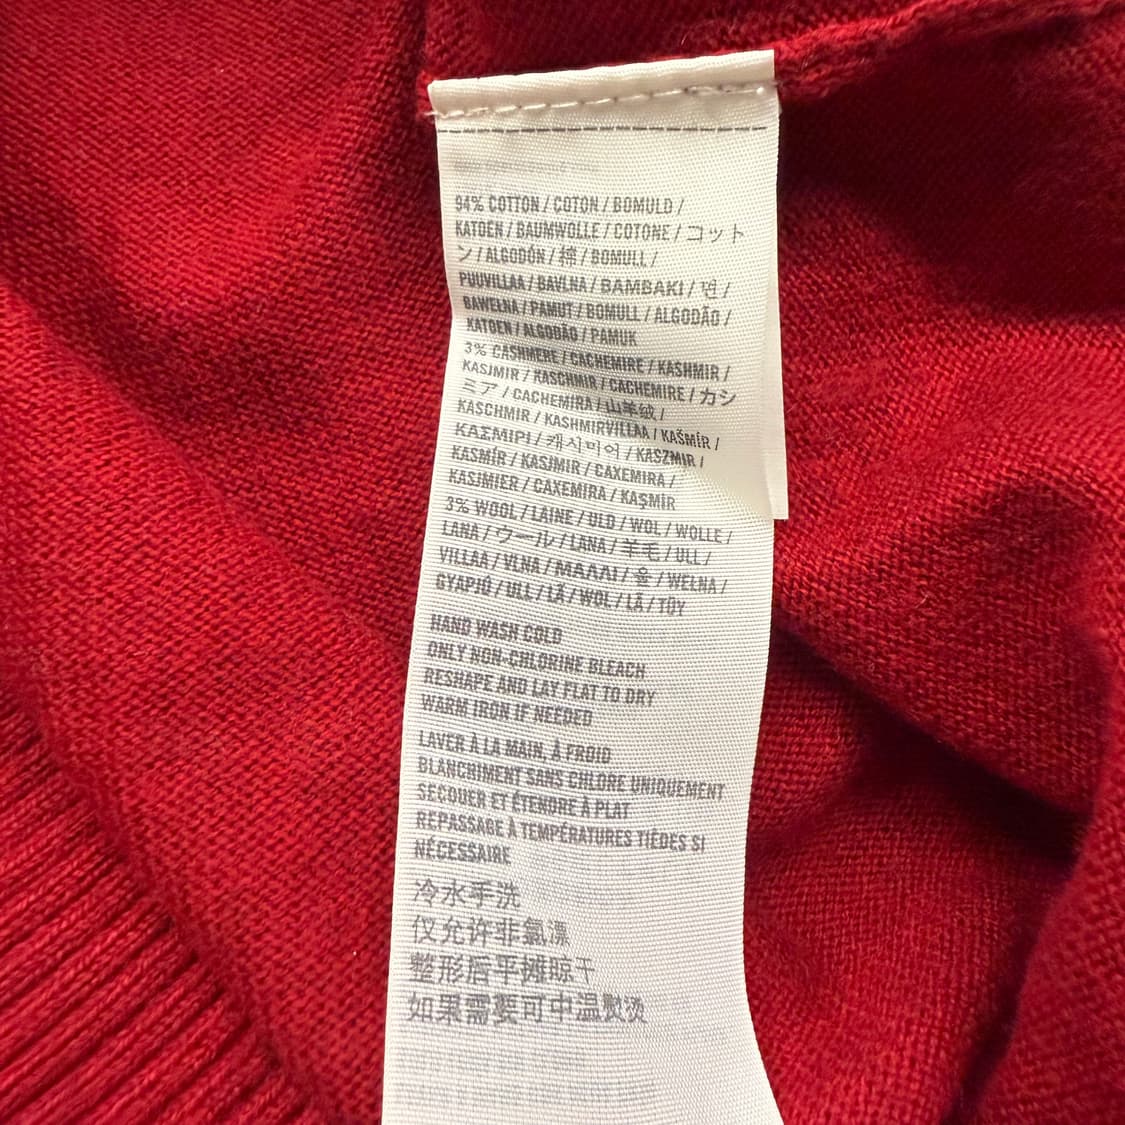 94% COTTON / COTON / BOMULD /
KATOEN / BAUMWOLLE / COTONE / コット
ン / ALGODÓN / 棉 / BOMULL /
PUUVILLAA / BAVLNA / BAMBAKI / 면 /
BAWEŁNA / PAMUT / BOMULL / ALGODÃO /
KATOEN / ALGODÃO / PAMUK
3% CASHMERE / CACHEMIRE / KASHMIR /
KASJMIR / KASCHMIR / CACHEMIRE / カシ
ミア / CACHEMIRA / 山羊绒 /
KASCHMIR / KASHMIRVILLAA / KAŠMÍR /
ΚΑΣΜΙΡΙ / 캐시미어 / KASZMIR /
KASMÍR / KASJMIR / CAXEMIRA /
KASJMIER / CAXEMIRA / KAŞMİR
3% WOOL / LAINE / ULD / WOL / WOLLE /
LANA / ウール / LANA / 羊毛 / ULL /
VILLAA / VLNA / ΜΑΛΛΙ / 울 / WEŁNA /
GYAPJÚ / ULL / LÃ / WOL / LÃ / TÜY
HAND WASH COLD
ONLY NON-CHLORINE BLEACH
RESHAPE AND LAY FLAT TO DRY
WARM IRON IF NEEDED
LAVER À LA MAIN, À FROID
BLANCHIMENT SANS CHLORE UNIQUEMENT
SECOUER ET ÉTENDRE À PLAT
REPASSAGE À TEMPÉRATURES TIÈDES SI
NÉCESSAIRE
冷水手洗
仅允许非氯漂
整形后平摊晾干
如果需要可中温熨烫